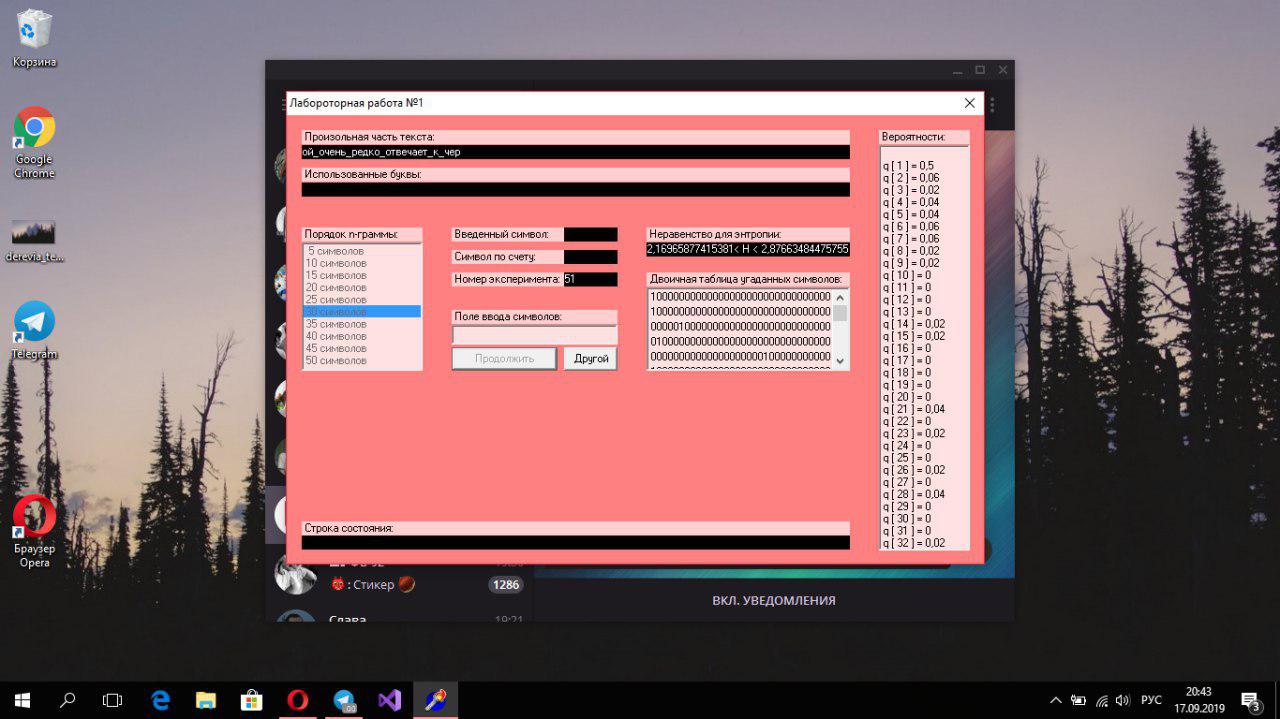 Корзина
Google
Chrome
derevia_te...
Telegram
Браузер
Opera
Лабороторная работа №1
Произольная часть текста:
ой_очень_редко_отвечает_к_чер
Использованные буквы:
Порядок n-граммы:
5 символов
10 символов
15 символов
20 символов
25 символов
30 символов
35 символов
40 символов
45 символов
50 символов
Введенный символ:
Символ по счету:
Номер эксперимента: 51
Поле ввода символов:
Продолжить
Другой
Неравенство для энтропии:
2,16965877415381< H < 2,87663484475755
Двоичная таблица угаданных символов:
10000000000000000000000000000000
10000000000000000000000000000000
00000100000000000000000000000000
01000000000000000000000000000000
00000000000000000000100000000000
Строка состояния:
Вероятности:
q[ 1 ] = 0,5
q[ 2 ] = 0,06
q[ 3 ] = 0,02
q[ 4 ] = 0,04
q[ 5 ] = 0,04
q[ 6 ] = 0,06
q[ 7 ] = 0,06
q[ 8 ] = 0,02
q[ 9 ] = 0,02
q[ 10 ] = 0
q[ 11 ] = 0
q[ 12 ] = 0
q[ 13 ] = 0
q[ 14 ] = 0,02
q[ 15 ] = 0,02
q[ 16 ] = 0
q[ 17 ] = 0
q[ 18 ] = 0
q[ 19 ] = 0
q[ 20 ] = 0
q[ 21 ] = 0,04
q[ 22 ] = 0
q[ 23 ] = 0,02
q[ 24 ] = 0
q[ 25 ] = 0
q[ 26 ] = 0,02
q[ 27 ] = 0
q[ 28 ] = 0,04
q[ 29 ] = 0
q[ 30 ] = 0
q[ 31 ] = 0
q[ 32 ] = 0,02
: Стикер
1286
Слава
19:21
ВКЛ. УВЕДОМЛЕНИЯ
.00
РУС
20:43
17.09.2019
3